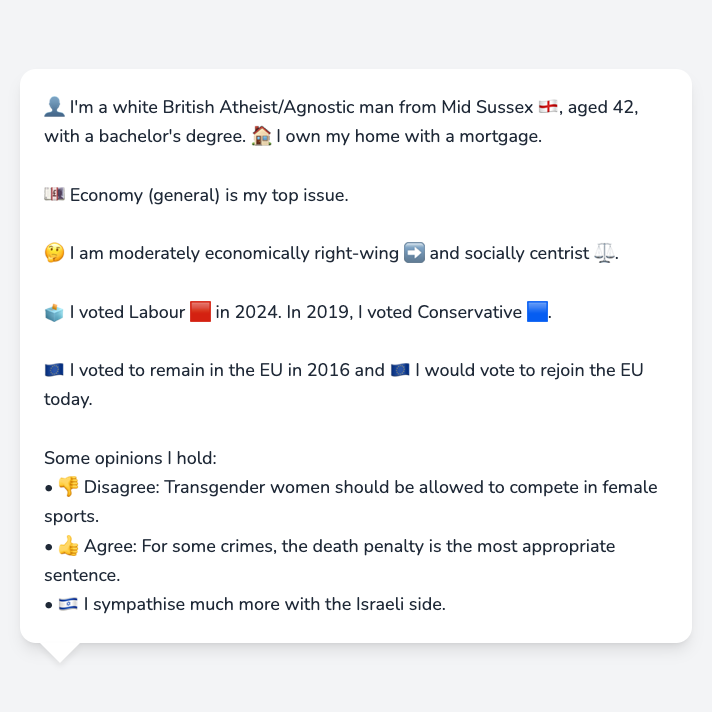 👤 I'm a white British Atheist/Agnostic man from Mid Sussex 🏴󠁧󠁢󠁥󠁮󠁧󠁿, aged 42,
with a bachelor's degree. 🏠 I own my home with a mortgage.
💷 Economy (general) is my top issue.
🤔 I am moderately economically right-wing ➡️ and socially centrist ⚖️.
🗳️ I voted Labour 🟥 in 2024. In 2019, I voted Conservative 🟦.
🇪🇺 I voted to remain in the EU in 2016 and 🇪🇺 I would vote to rejoin the EU
today.
Some opinions I hold:
• 👎 Disagree: Transgender women should be allowed to compete in female
sports.
• 👍 Agree: For some crimes, the death penalty is the most appropriate
sentence.
• 🇮🇱 I sympathise much more with the Israeli side.